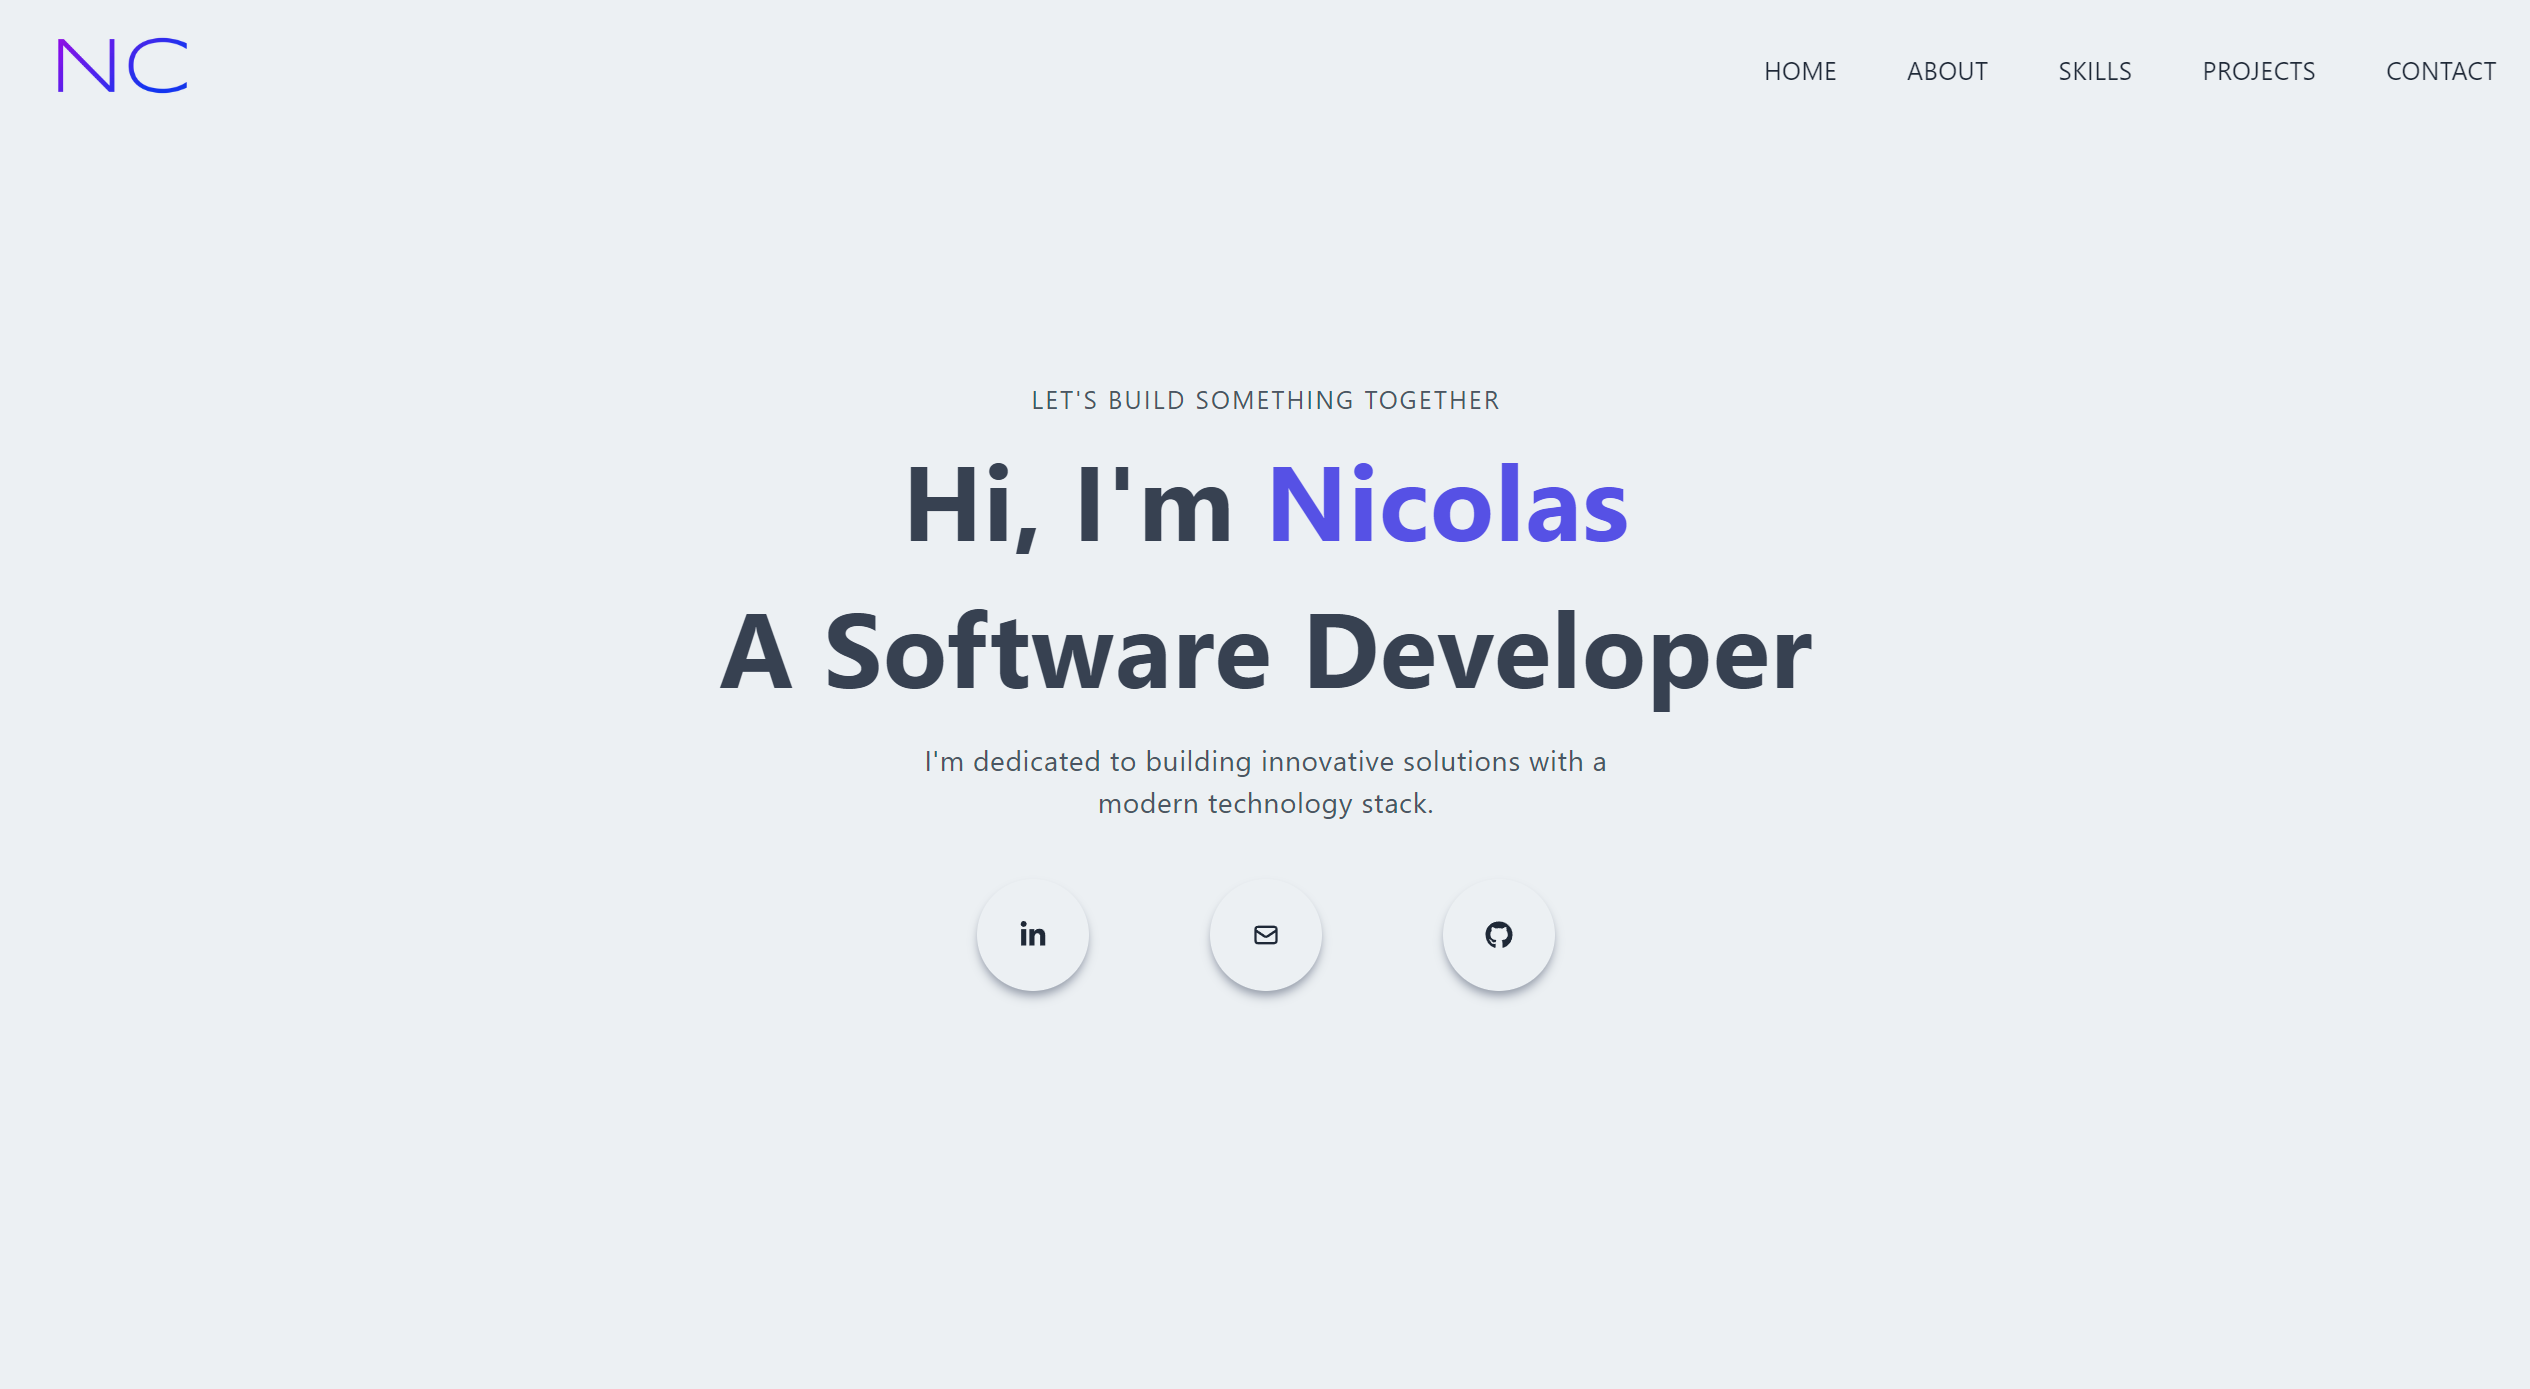 NC
HOME ABOUT SKILLS PROJECTS CONTACT
LET'S BUILD SOMETHING TOGETHER
Hi, I'm Nicolas
A Software Developer
I'm dedicated to building innovative solutions with a
modern technology stack.
in